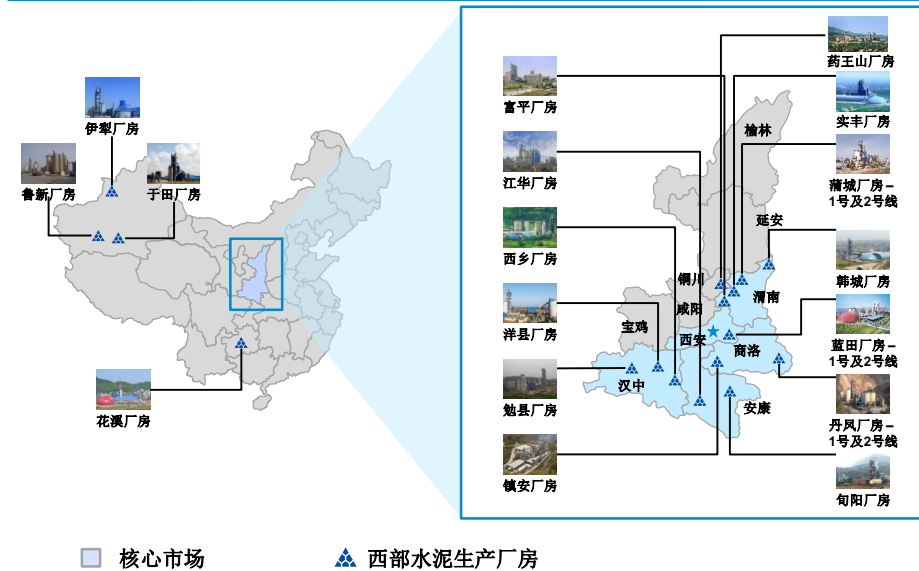 伊犁厂房
鲁新厂房
于田厂房
花溪厂房
富平厂房
江华厂房
西乡厂房
洋县厂房
勉县厂房
镇安厂房
榆林
延安
铜川
渭南
咸阳
宝鸡
西安
商洛
汉中
安康
药王山厂房
实丰厂房
蒲城厂房–
1号及2号线
韩城厂房
蓝田厂房–
1号及2号线
丹凤厂房–
1号及2号线
旬阳厂房
核心市场
西部水泥生产厂房